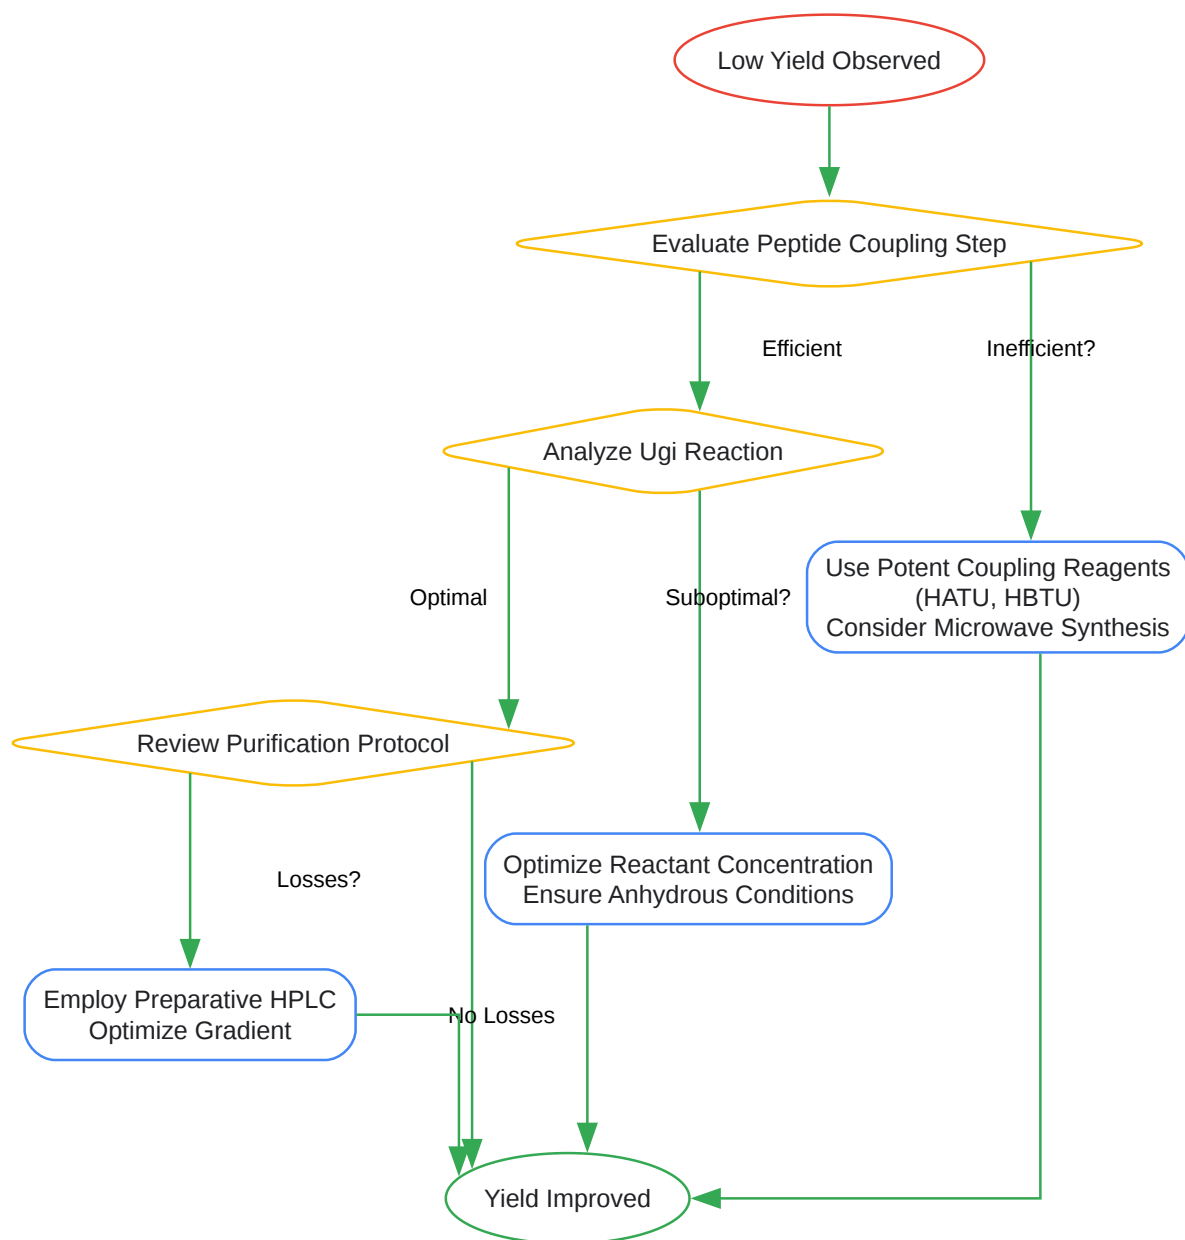 Low Yield Observed
Evaluate Peptide Coupling Step
Efficient
Inefficient?
Analyze Ugi Reaction
Use Potent Coupling Reagents
(HATU, HBTU)
Consider Microwave Synthesis
Optimal
Suboptimal?
Review Purification Protocol
Optimize Reactant Concentration
Ensure Anhydrous Conditions
Losses?
Employ Preparative HPLC
Optimize Gradient
No Losses
Yield Improved